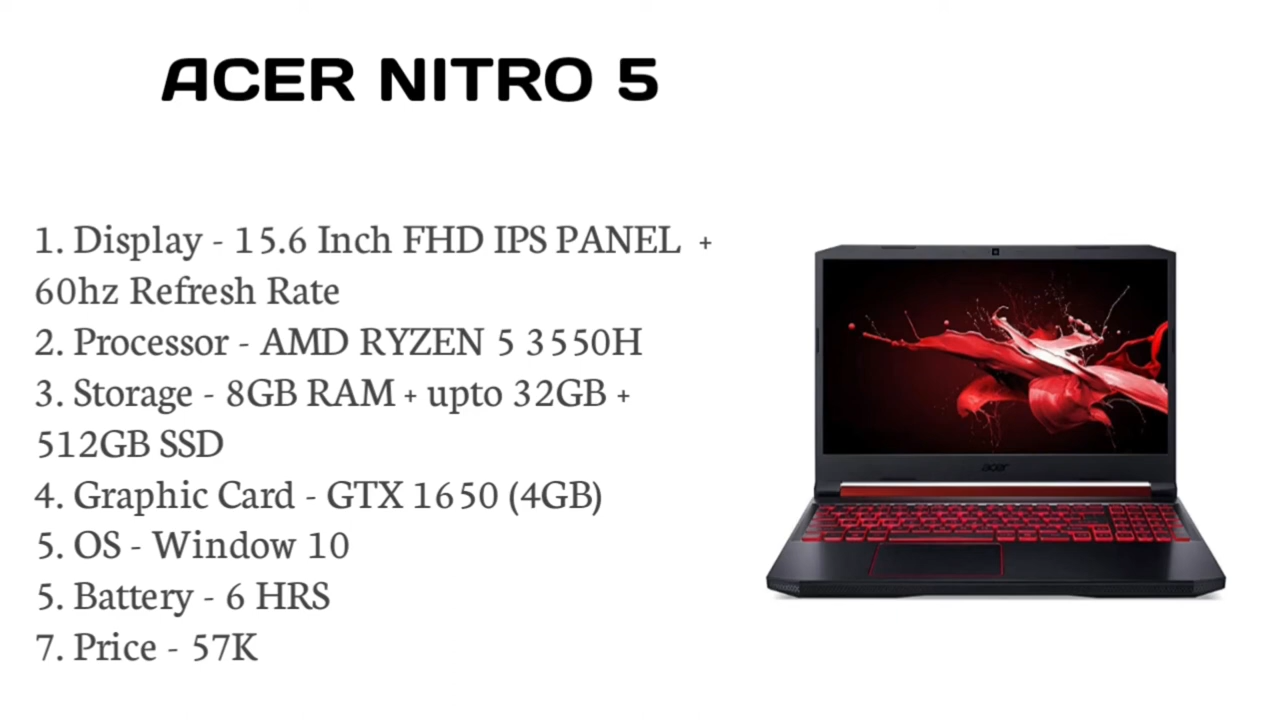 ACER NITRO 5
1. Display - 15.6 Inch FHD IPS PANEL +
60hz Refresh Rate
2. Processor - AMD RYZEN 5 3550H
3. Storage - 8GB RAM + upto 32GB +
512GB SSD
4. Graphic Card - GTX 1650 (4GB)
5. OS - Window 10
5. Battery - 6 HRS
7. Price - 57K
acer